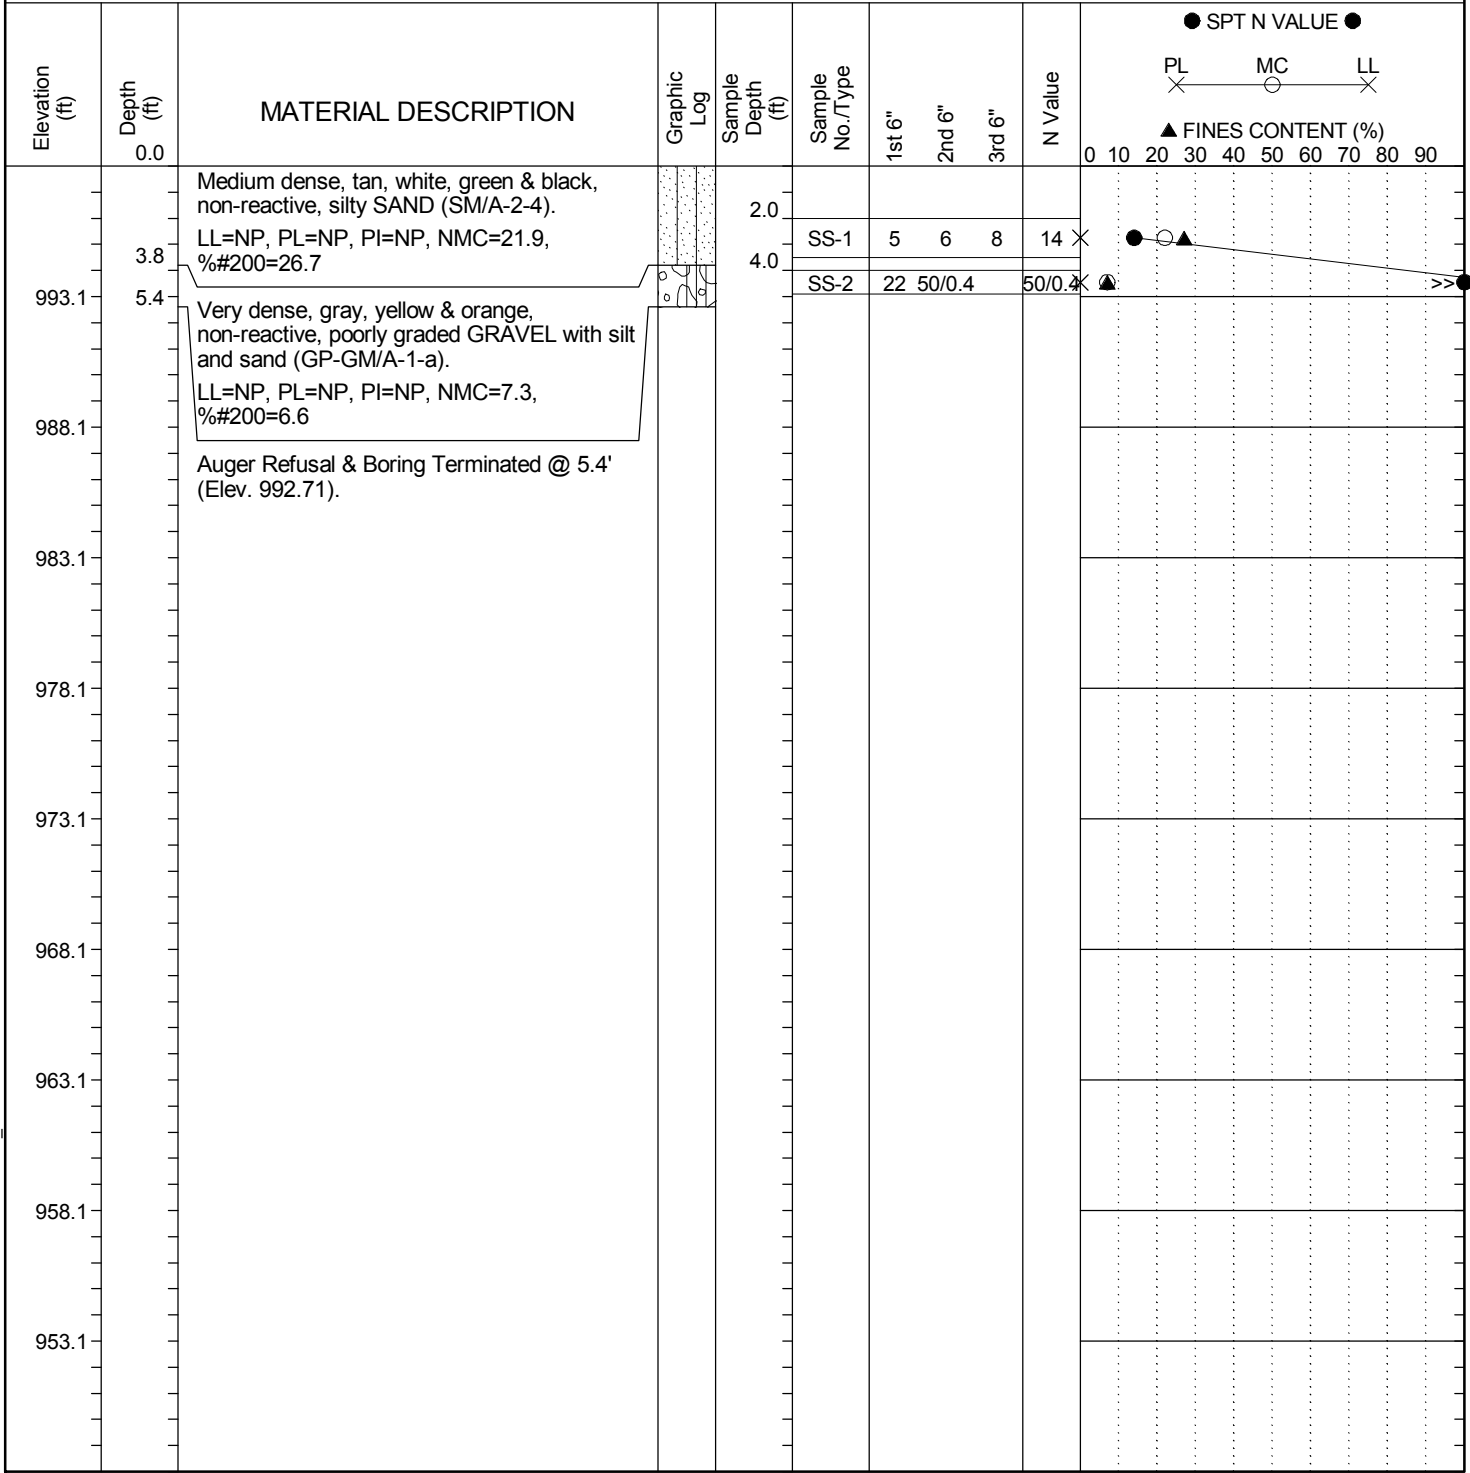 ● SPT N VALUE ●
PL MC LL
▲ FINES CONTENT (%)
0 10 20 30 40 50 60 70 80 90
Elevation
(ft)
Depth
(ft)
0.0
MATERIAL DESCRIPTION
Graphic
Log
Sample
Depth
(ft)
Sample
No./Type
1st 6"
2nd 6"
3rd 6"
N Value
Medium dense, tan, white, green & black,
non-reactive, silty SAND (SM/A-2-4).
2.0
LL=NP, PL=NP, PI=NP, NMC=21.9,
%#200=26.7
SS-1 5 6 8 14
3.8
4.0
SS-2 22 50/0.4 50/0.4 >>
993.1
5.4
Very dense, gray, yellow & orange,
non-reactive, poorly graded GRAVEL with silt
and sand (GP-GM/A-1-a).
LL=NP, PL=NP, PI=NP, NMC=7.3,
%#200=6.6
988.1
Auger Refusal & Boring Terminated @ 5.4'
(Elev. 992.71).
983.1
978.1
973.1
968.1
963.1
958.1
953.1